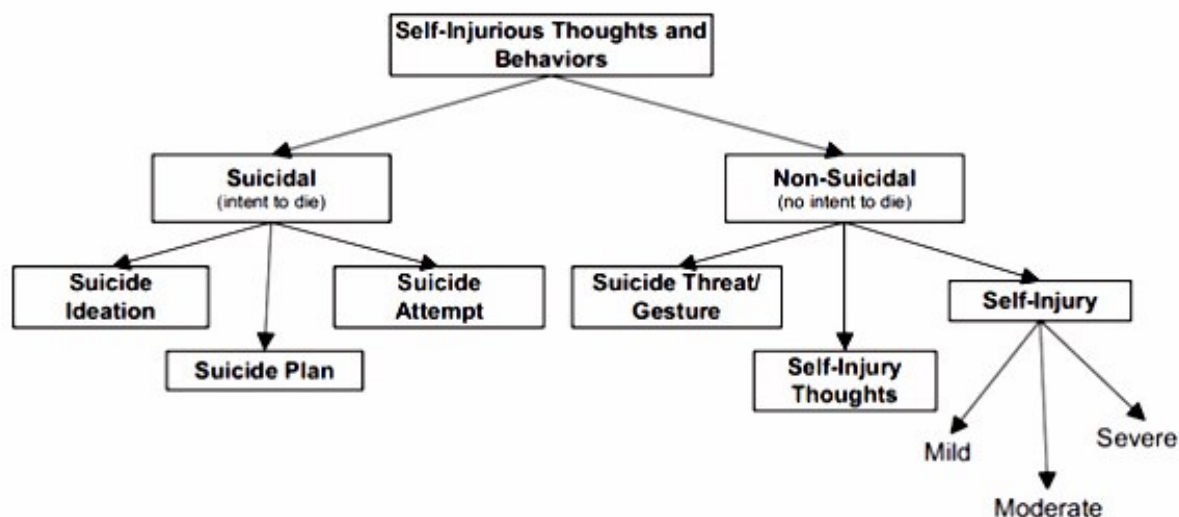 Self-Injurious Thoughts and
Behaviors
Suicidal
(intent to die)
Non-Suicidal
(no intent to die)
Suicide
Ideation
Suicide
Attempt
Suicide Plan
Suicide Threat/
Gesture
Self-Injury
Self-Injury
Thoughts
Mild
Severe
Moderate